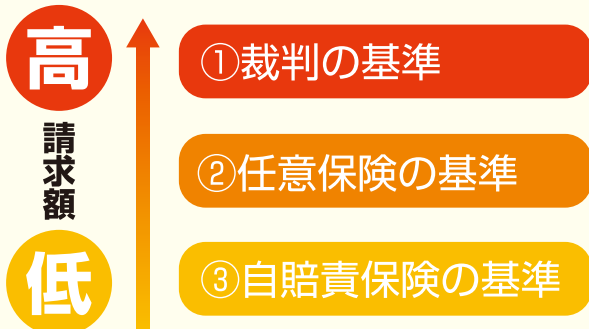 高
請求額
低
①裁判の基準
②任意保険の基準
③自賠責保険の基準